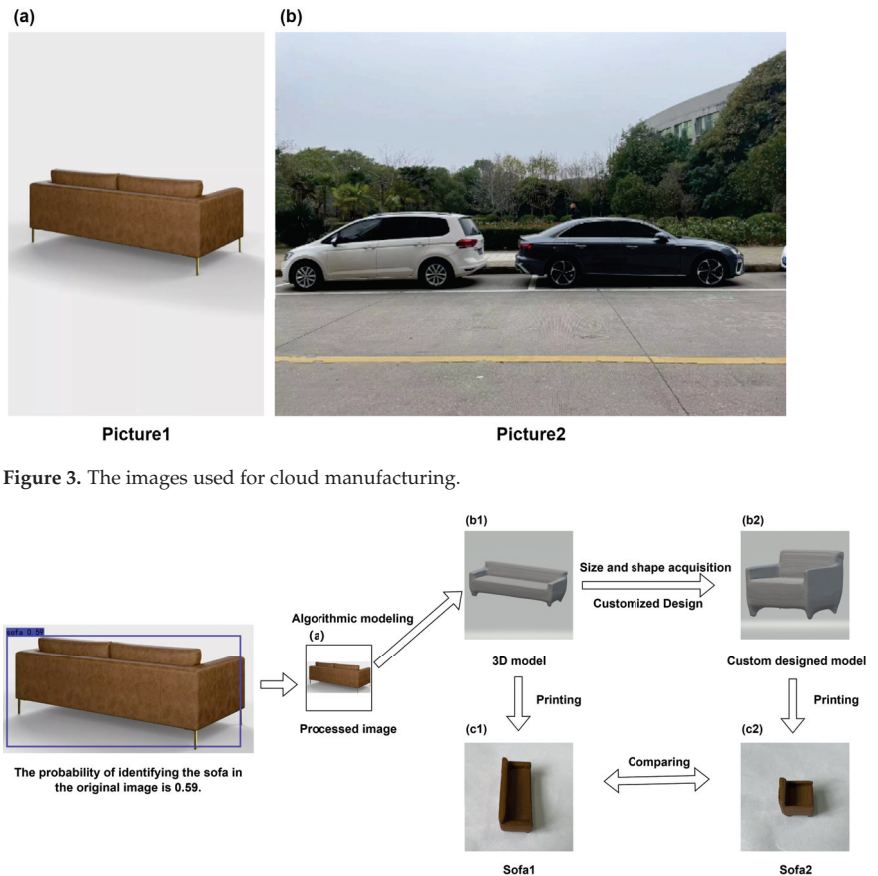 (a)
(b)
Picture1
Picture2
Figure 3. The images used for cloud manufacturing.
(b1)
(b2)
Size and shape acquisition
Customized Design
Algorithmic modeling
(a)
sofa 0.59
3D model
Custom designed model
Processed image
Printing
Printing
(c1)
(c2)
The probability of identifying the sofa in
the original image is 0.59.
Comparing
Sofa1
Sofa2